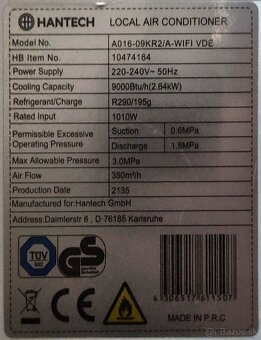 HANTECH LOCAL AIR CONDITIONER
Model No. A016-09KR2/A-WIFI VDE
HB Item No. 10474164
Power Supply 220-240V~ 50Hz
Cooling Capacity 9000Btu/h(2.64kW)
Refrigerant/Charge R290/195g
Rated Input 1010W
Permissible Excessive Operating Pressure Suction 0.6MPa
Discharge 1.8MPa
Max Allowable Pressure 3.0MPa
Air Flow 350m³/h
Production Date 2135
Manufactured for:Hantech GmbH
Address:Daimlerstr 6 , D 76185 Karlsruhe
TÜV
GS
CE
4 306517 611507
MADE IN P.R.C